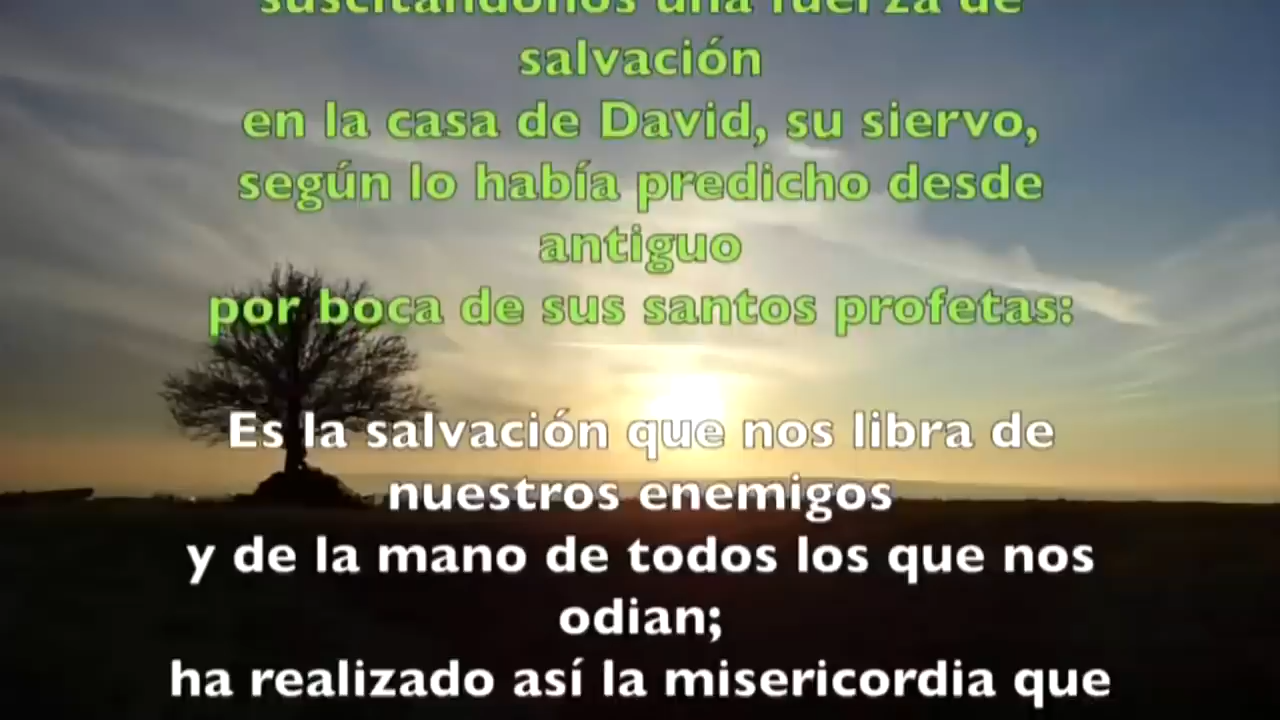 suscitándonos una fuerza de
salvación
en la casa de David, su siervo,
según lo había predicho desde
antiguo
por boca de sus santos profetas:
Es la salvación que nos libra de
nuestros enemigos
y de la mano de todos los que nos
odian;
ha realizado así la misericordia que